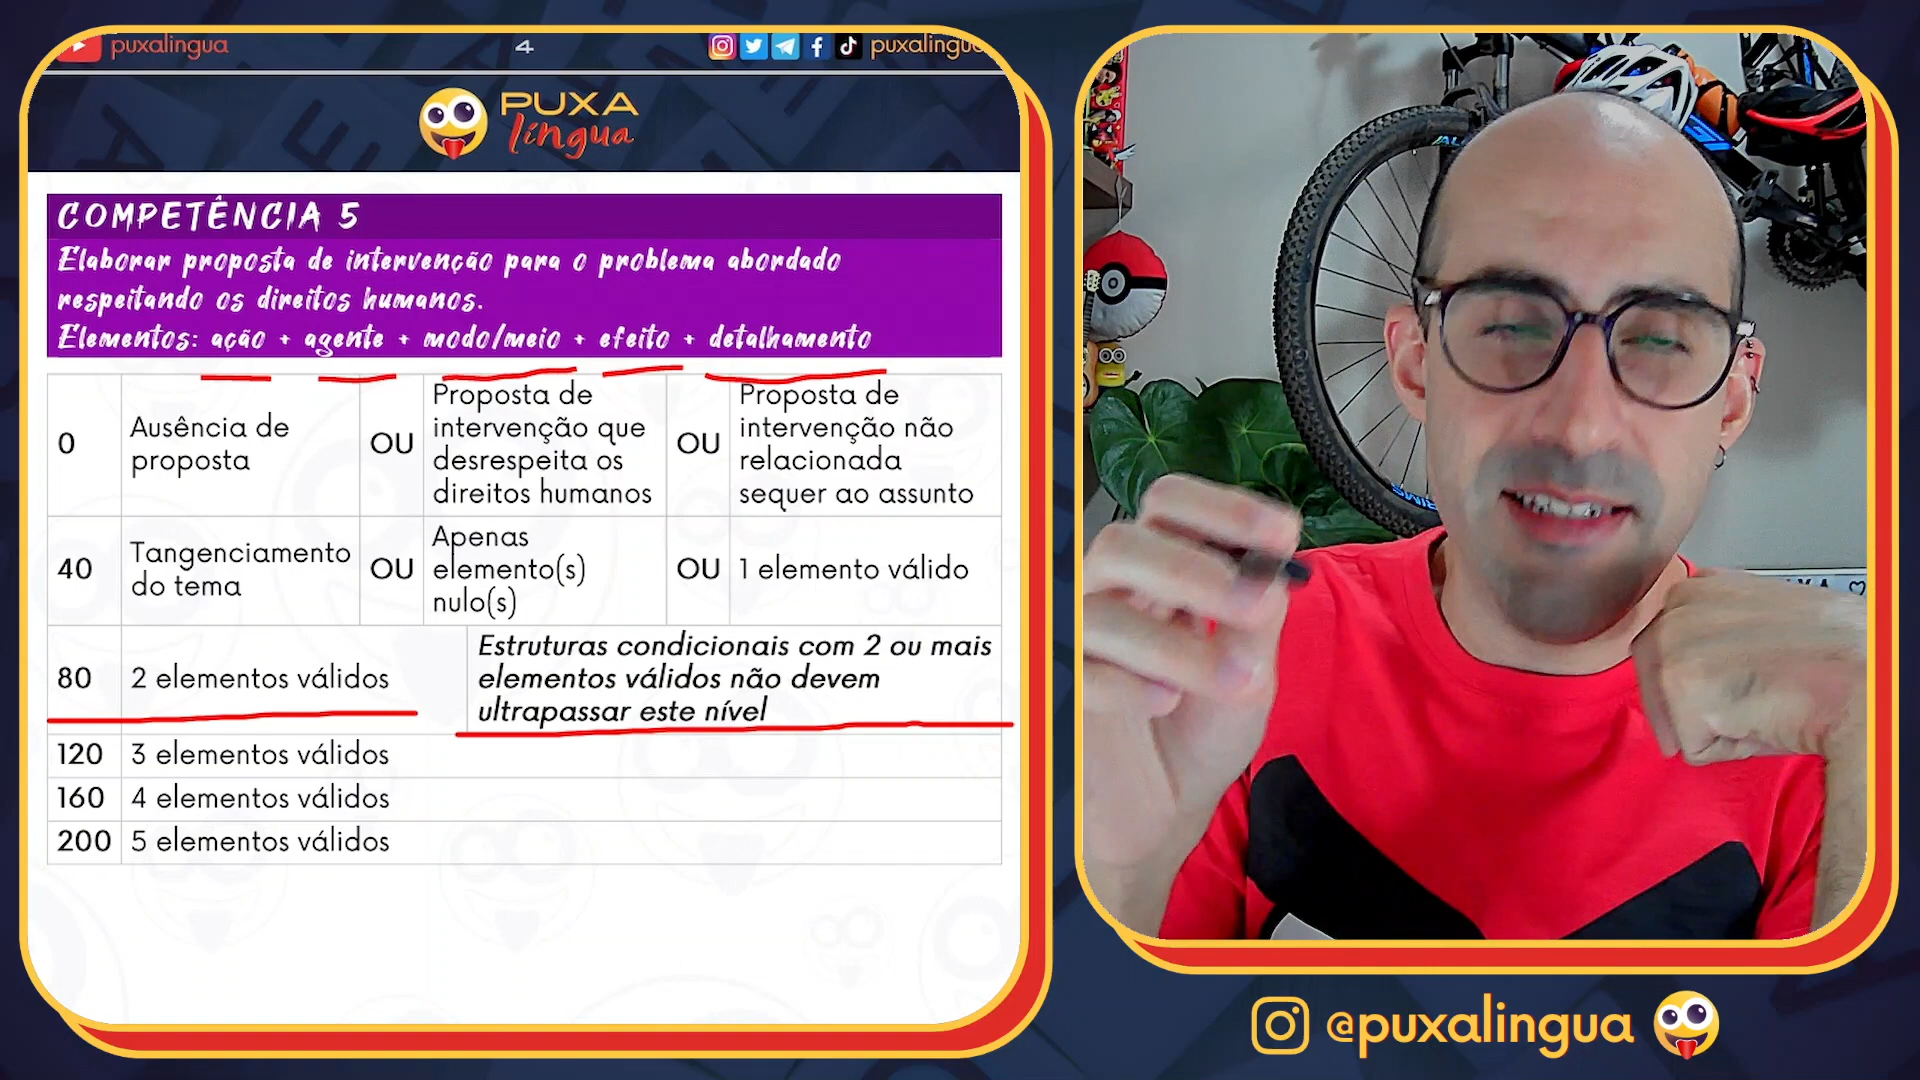 puxalingua
4
puxalingua
PUXA
língua
COMPETÊNCIA 5
Elaborar proposta de intervenção para o problema abordado
respeitando os direitos humanos.
Elementos: ação + agente + modo/meio + efeito + detalhamento
0
Ausência de
proposta
OU
Proposta de
intervenção que
desrespeita os
direitos humanos
OU
Proposta de
intervenção não
relacionada
sequer ao assunto
40
Tangenciamento
do tema
OU
Apenas
elemento(s)
nulo(s)
OU
1 elemento válido
80
2 elementos válidos
Estruturas condicionais com 2 ou mais
elementos válidos não devem
ultrapassar este nível
120
3 elementos válidos
160
4 elementos válidos
200
5 elementos válidos
@puxalingua